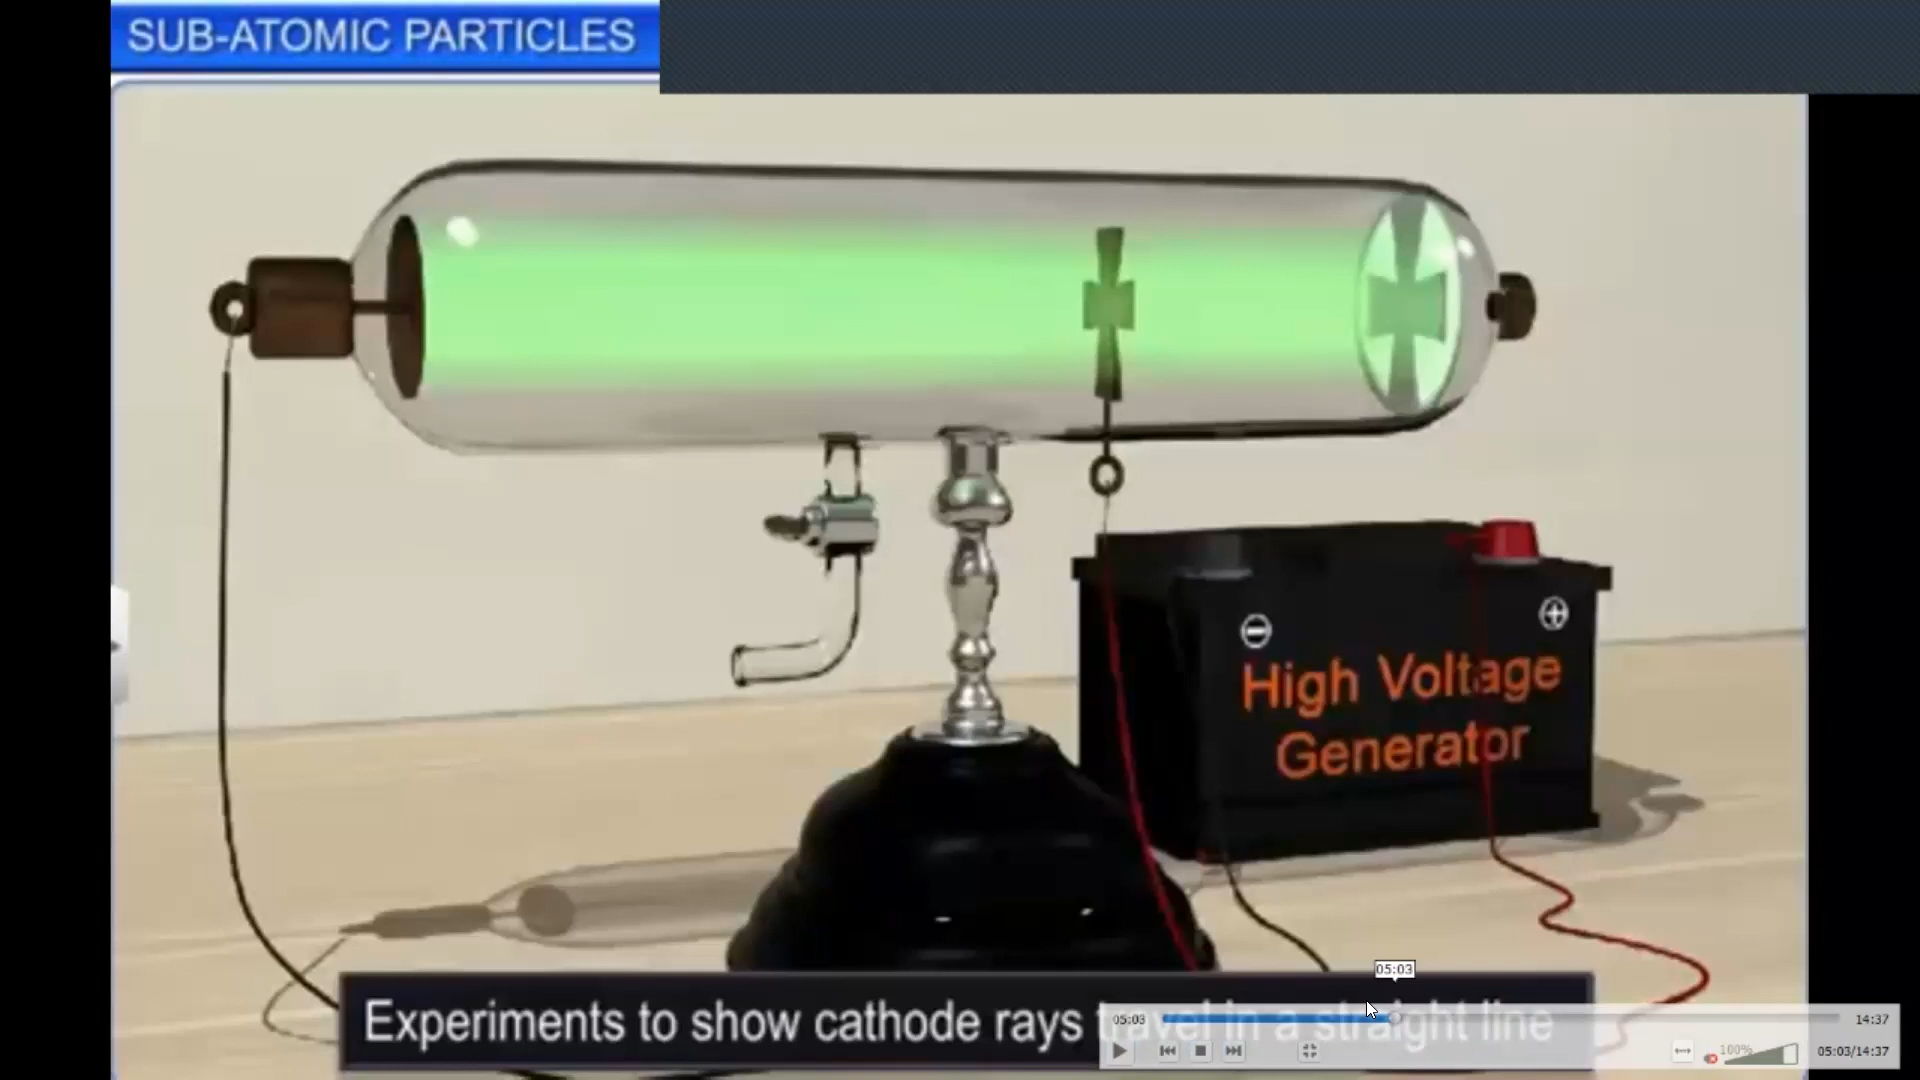 SUB-ATOMIC PARTICLES
High Voltage
Generator
05:03
Experiments to show cathode rays travel in a straight line
05:03
14:37
100%
05:03/14:37